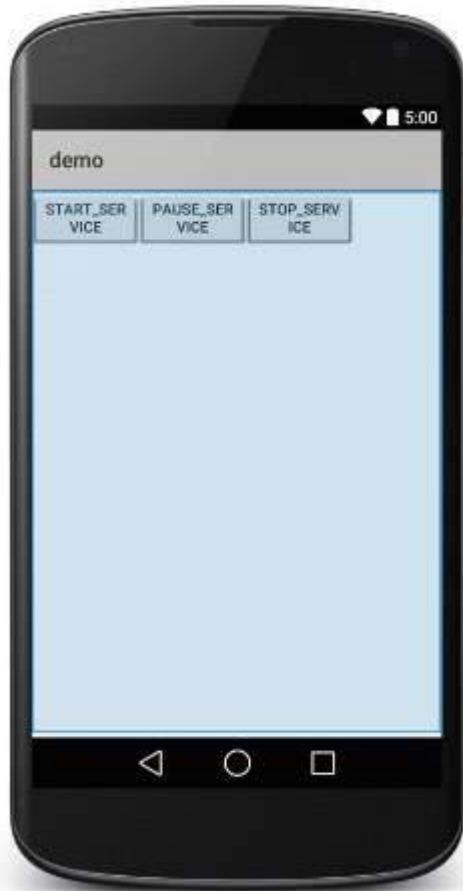 5:00
demo
START_SER
VICE
PAUSE_SER
VICE
STOP_SERV
ICE